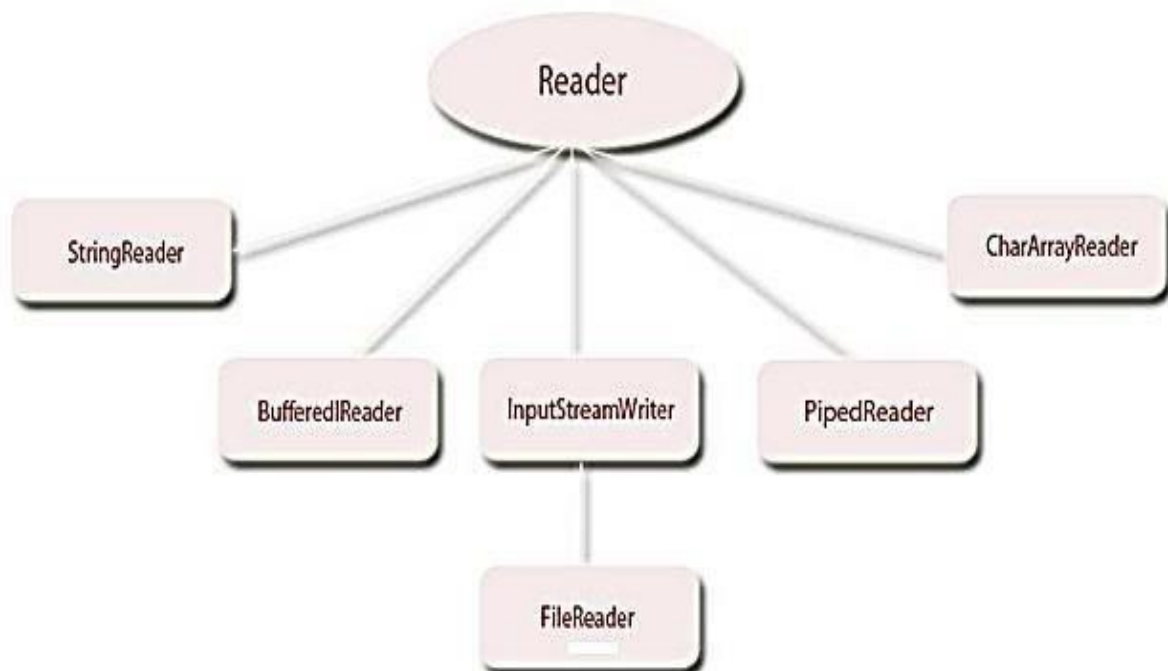 Reader
StringReader
CharArrayReader
BufferedIReader
InputStreamWriter
PipedReader
FileReader